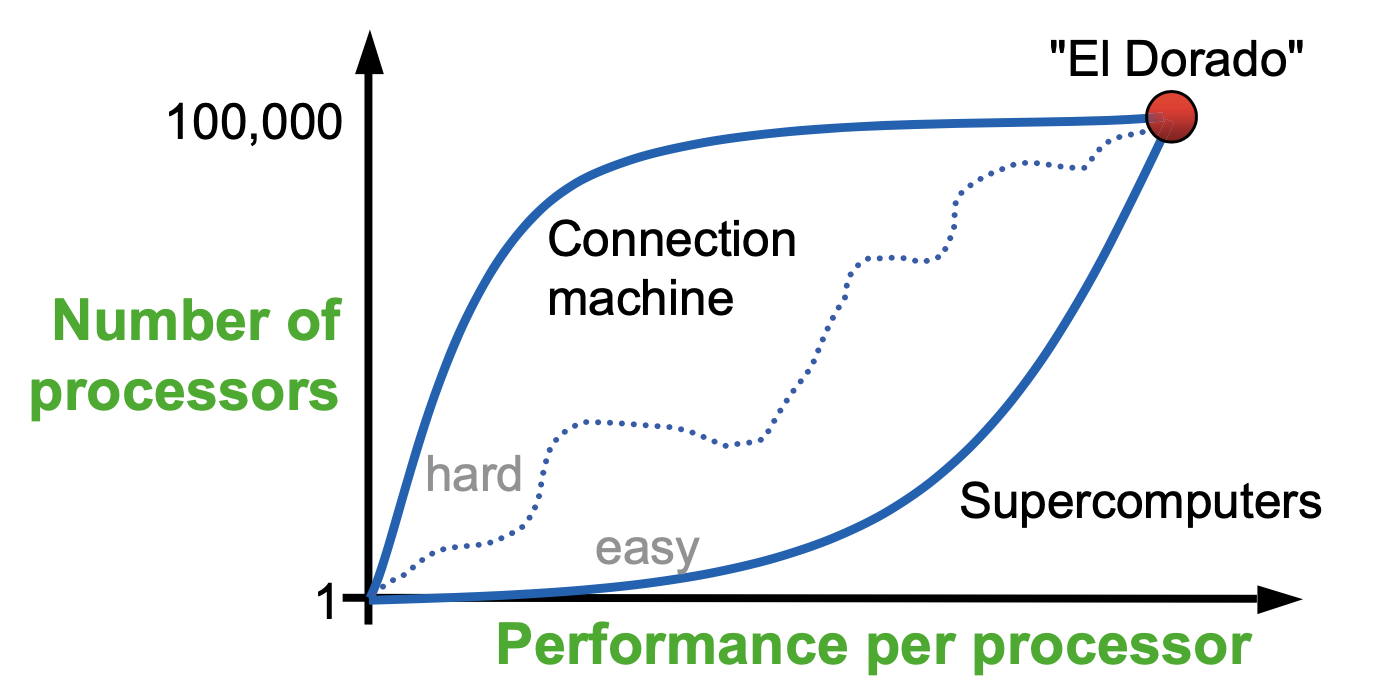 "El Dorado"
100,000
Connection
machine
Number of
processors
hard
Supercomputers
easy
1
Performance per processor